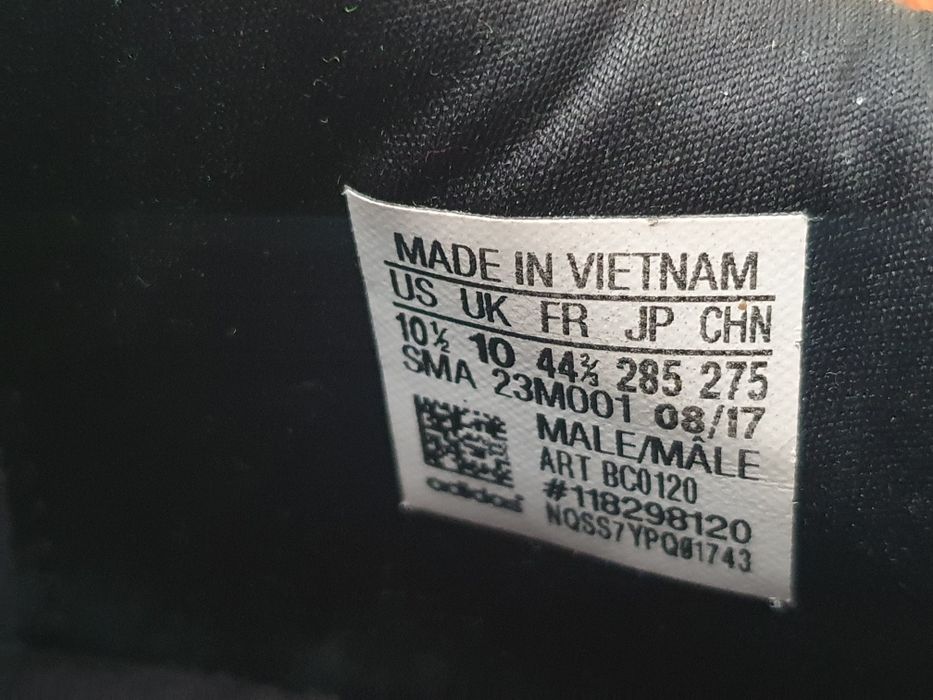 MADE IN VIETNAM
US UK FR JP CHN
10½ 10 44⅔ 285 275
SMA 23M001 08/17
MALE/MÂLE
ART BC0120
#118298120
NQSS7YPQ01743
adidas